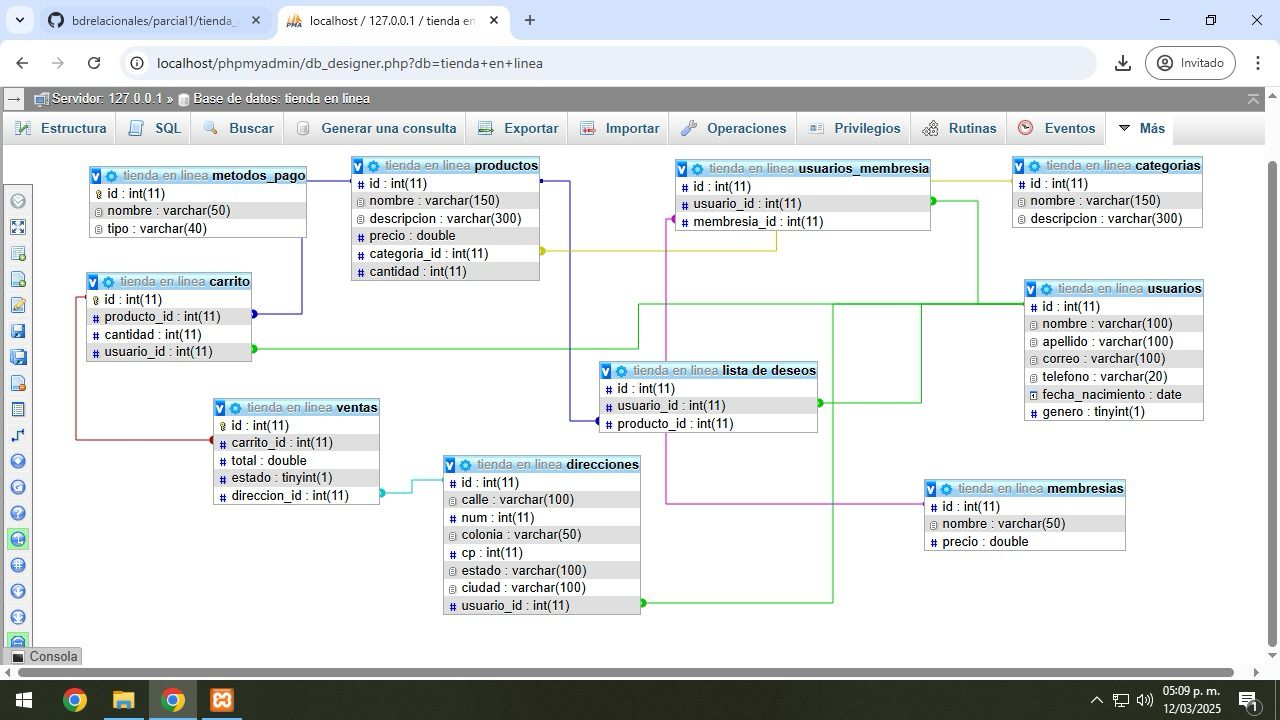 bdrelacionales/parcial1/tienda_
localhost / 127.0.0.1 / tienda en
localhost/phpmyadmin/db_designer.php?db=tienda+en+linea
Invitado
Servidor: 127.0.0.1 » Base de datos: tienda en linea
Estructura SQL Buscar Generar una consulta Exportar Importar Operaciones Privilegios Rutinas Eventos Más
tienda en linea metodos_pago
id : int(11)
nombre : varchar(50)
tipo : varchar(40)
tienda en linea productos
id : int(11)
nombre : varchar(150)
descripcion : varchar(300)
precio : double
categoria_id : int(11)
cantidad : int(11)
tienda en linea usuarios_membresia
id : int(11)
usuario_id : int(11)
membresia_id : int(11)
tienda en linea categorias
id : int(11)
nombre : varchar(150)
descripcion : varchar(300)
tienda en linea carrito
id : int(11)
producto_id : int(11)
cantidad : int(11)
usuario_id : int(11)
tienda en linea usuarios
id : int(11)
nombre : varchar(100)
apellido : varchar(100)
correo : varchar(100)
telefono : varchar(20)
fecha_nacimiento : date
genero : tinyint(1)
tienda en linea lista de deseos
id : int(11)
usuario_id : int(11)
producto_id : int(11)
tienda en linea ventas
id : int(11)
carrito_id : int(11)
total : double
estado : tinyint(1)
direccion_id : int(11)
tienda en linea direcciones
id : int(11)
calle : varchar(100)
num : int(11)
colonia : varchar(50)
cp : int(11)
estado : varchar(100)
ciudad : varchar(100)
usuario_id : int(11)
tienda en linea membresias
id : int(11)
nombre : varchar(50)
precio : double
Consola
05:09 p. m.
12/03/2025
1